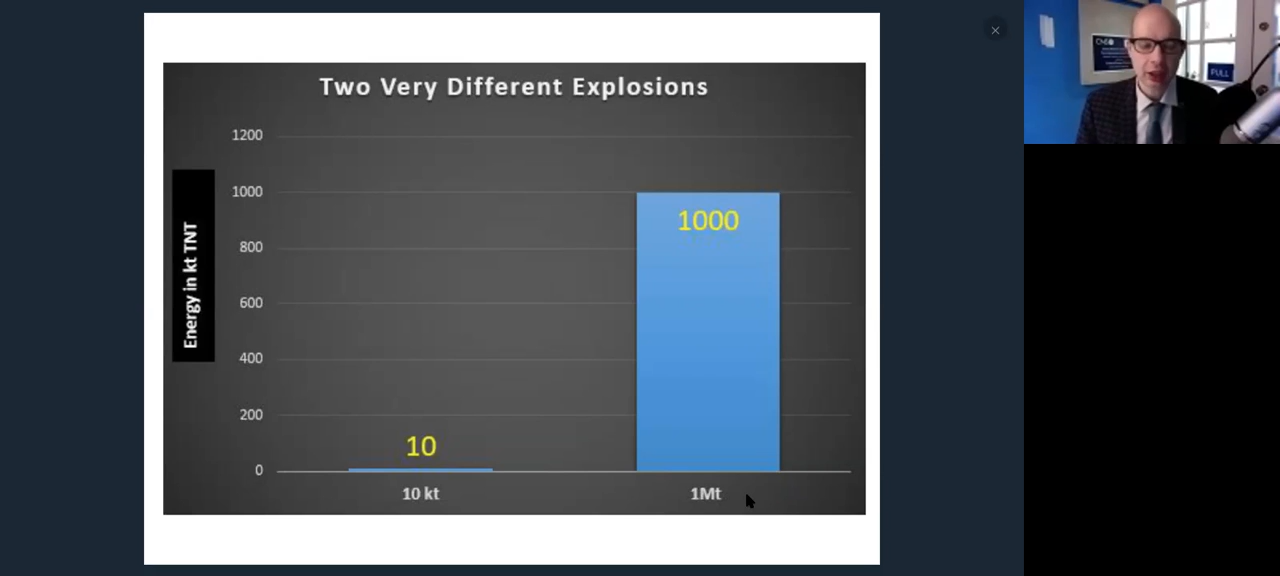 Two Very Different Explosions
Energy in kt TNT
1200
1000
800
600
400
200
0
10
1000
10 kt
1Mt
PULL